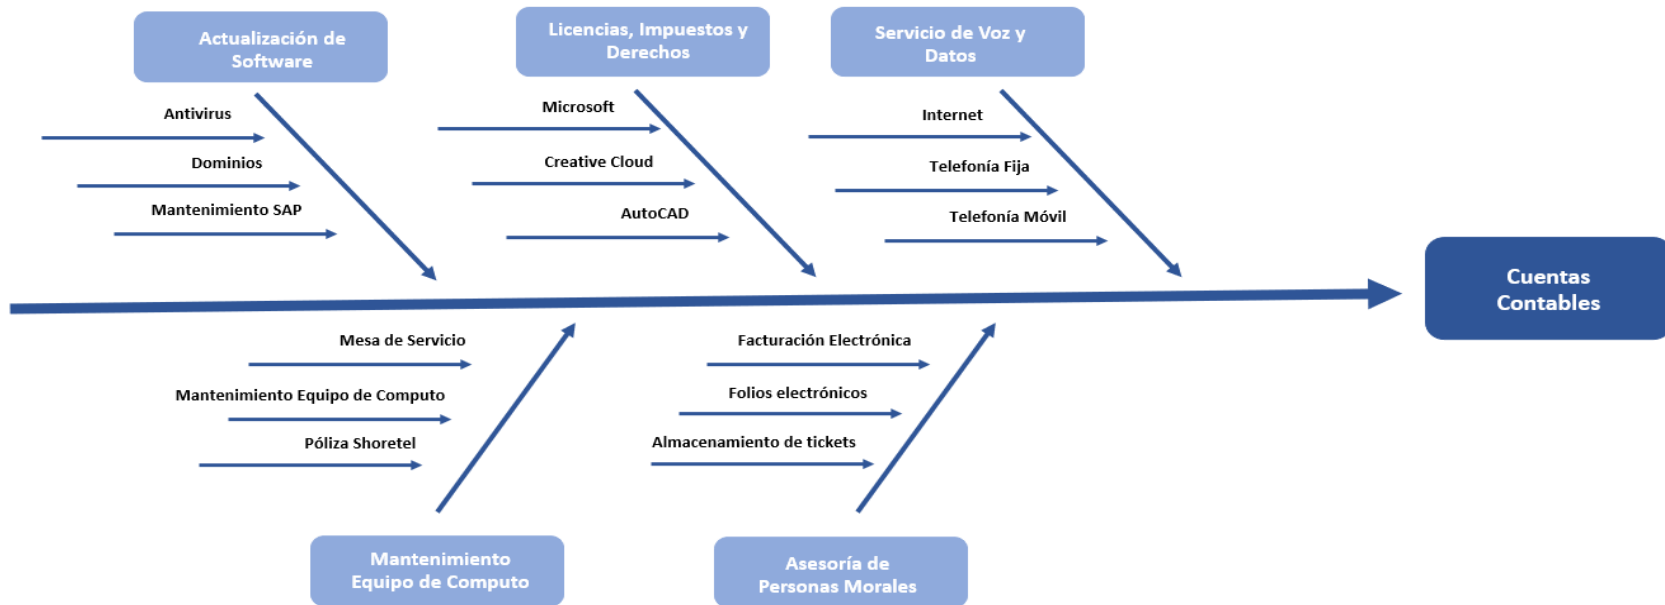 Actualización de
Software
Licencias, Impuestos y
Derechos
Servicio de Voz y
Datos
Antivirus
Dominios
Mantenimiento SAP
Microsoft
Creative Cloud
AutoCAD
Internet
Telefonía Fija
Telefonía Móvil
Cuentas
Contables
Mesa de Servicio
Mantenimiento Equipo de Computo
Póliza Shoretel
Facturación Electrónica
Folios electrónicos
Almacenamiento de tickets
Mantenimiento
Equipo de Computo
Asesoría de
Personas Morales